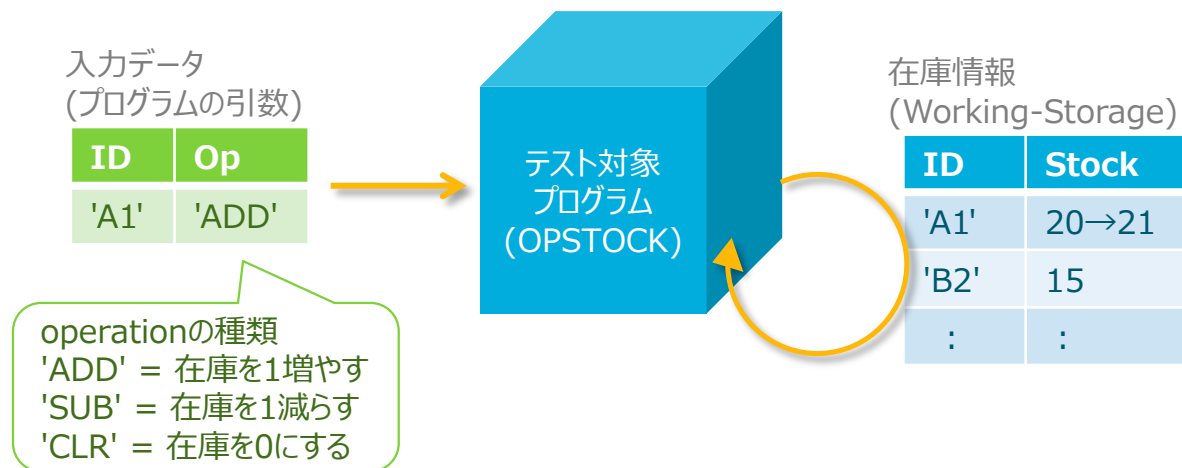 入力データ
(プログラムの引数)
ID Op
'A1' 'ADD'
operationの種類
'ADD' = 在庫を1増やす
'SUB' = 在庫を1減らす
'CLR' = 在庫を0にする
テスト対象
プログラム
(OPSTOCK)
在庫情報
(Working-Storage)
ID Stock
'A1' 20→21
'B2' 15
: :